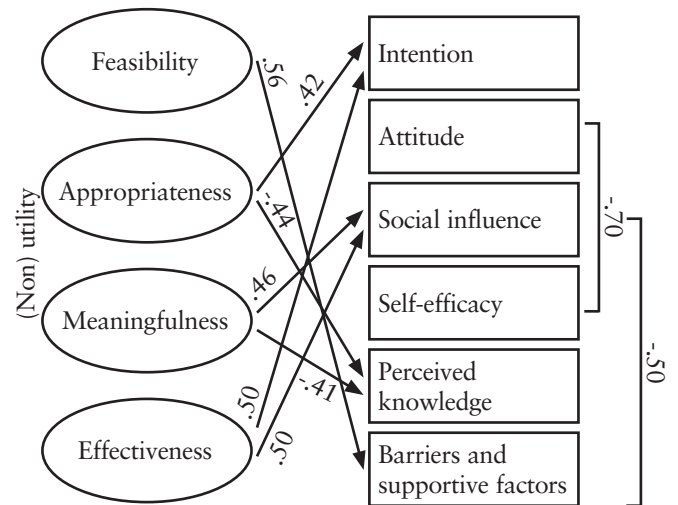 Feasibility
Appropriateness
Meaningfulness
Effectiveness
(Non) utility
.56
.42
-.44
.46
-.41
.50
.50
Intention
Attitude
Social influence
Self-efficacy
Perceived
knowledge
Barriers and
supportive factors
-.70
-.50